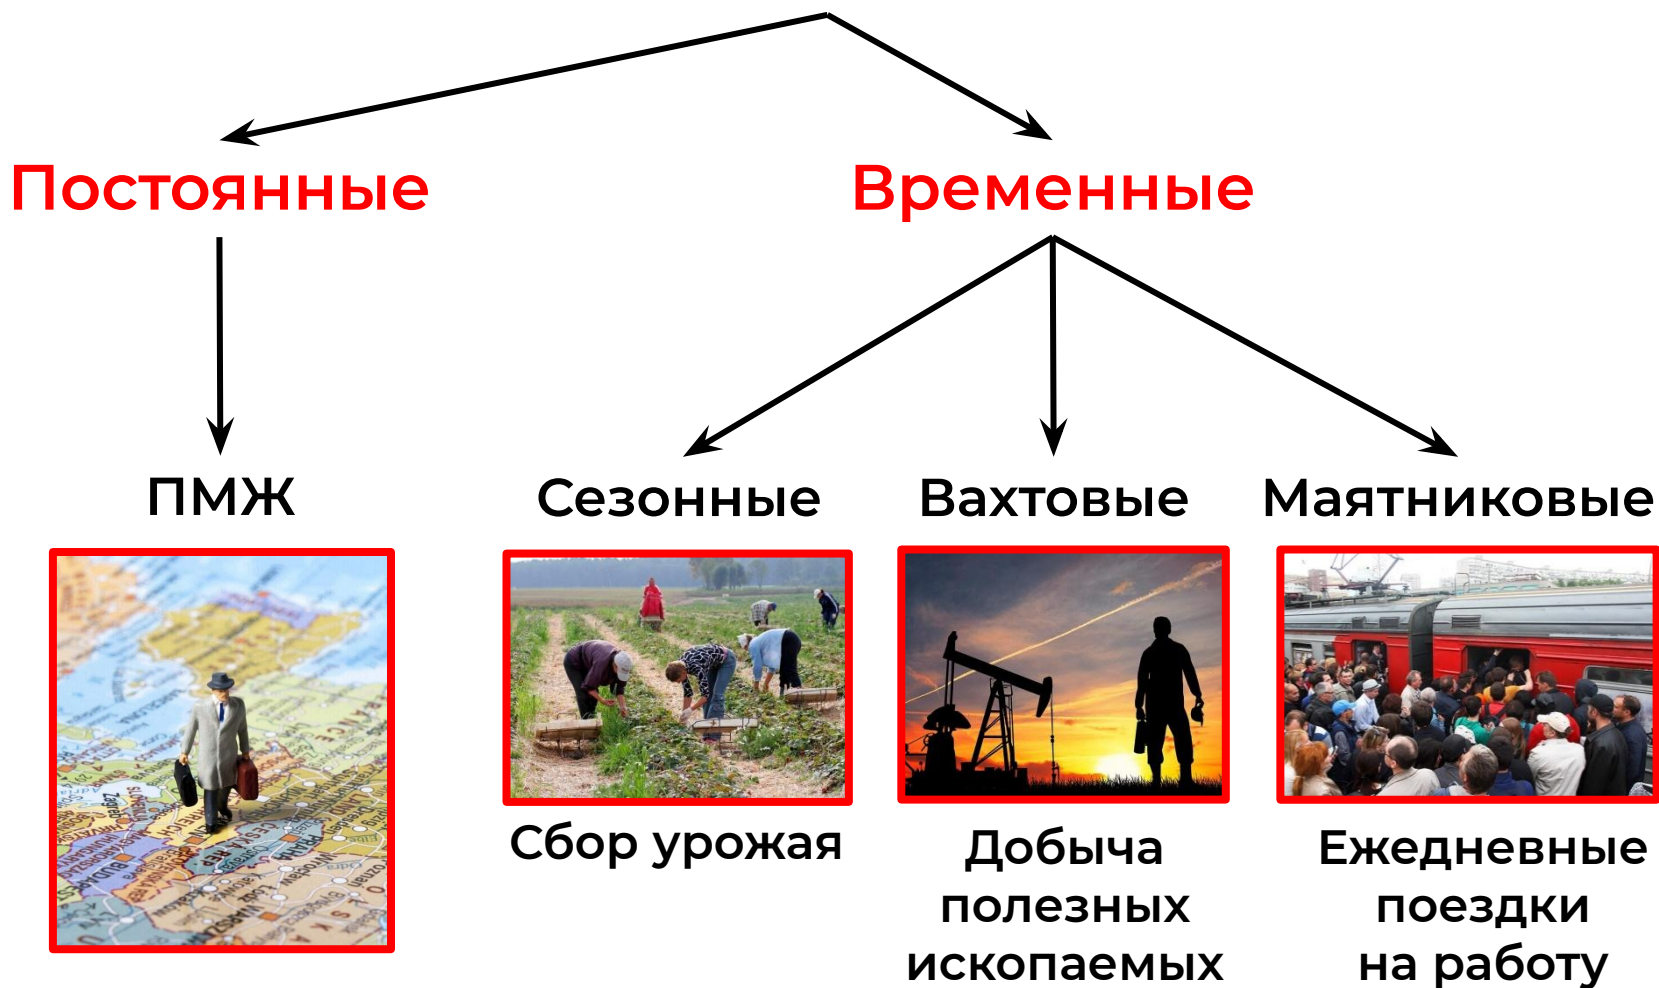 Постоянные
Временные
ПМЖ
Сезонные
Вахтовые
Маятниковые
Сбор урожая
Добыча
полезных
ископаемых
Ежедневные
поездки
на работу